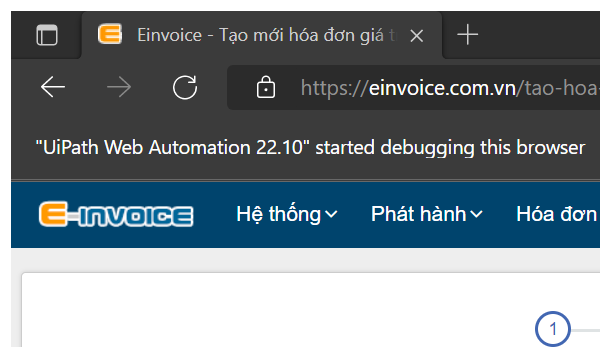 Einvoice - Tạo mới hóa đơn giá t
https://einvoice.com.vn/tao-hoa-
"UiPath Web Automation 22.10" started debugging this browser
E-INVOICE Hệ thống Phát hành Hóa đơn
1